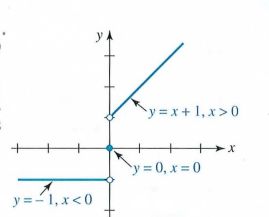 y
y = x + 1, x > 0
x
y = 0, x = 0
y = – 1, x < 0